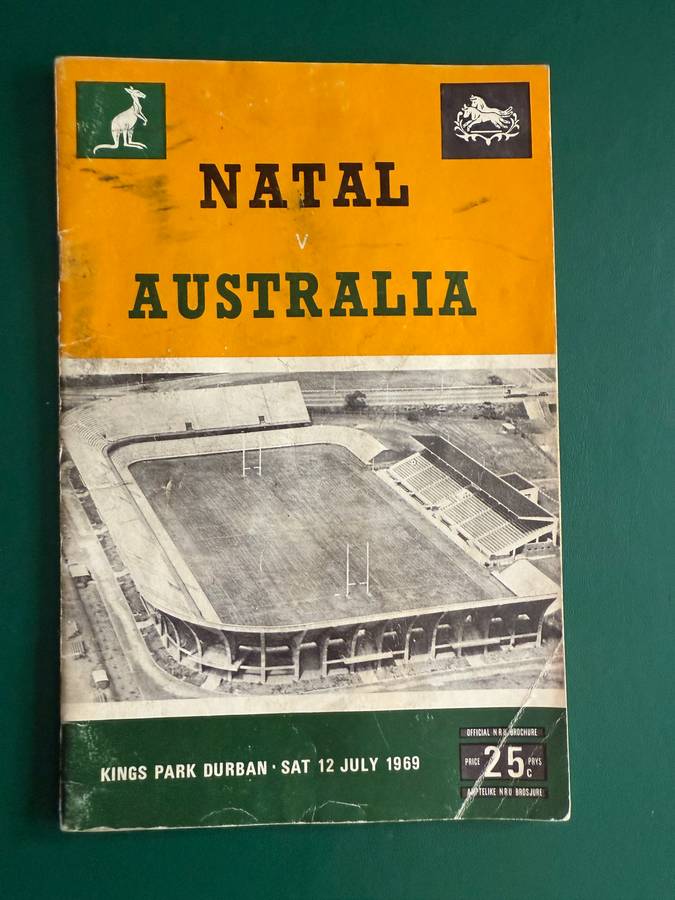 NATAL
V
AUSTRALIA
KINGS PARK DURBAN · SAT 12 JULY 1969
OFFICIAL N R U BROCHURE
PRICE 25c PRYS
AMPTELIKE N R U BROSJURE